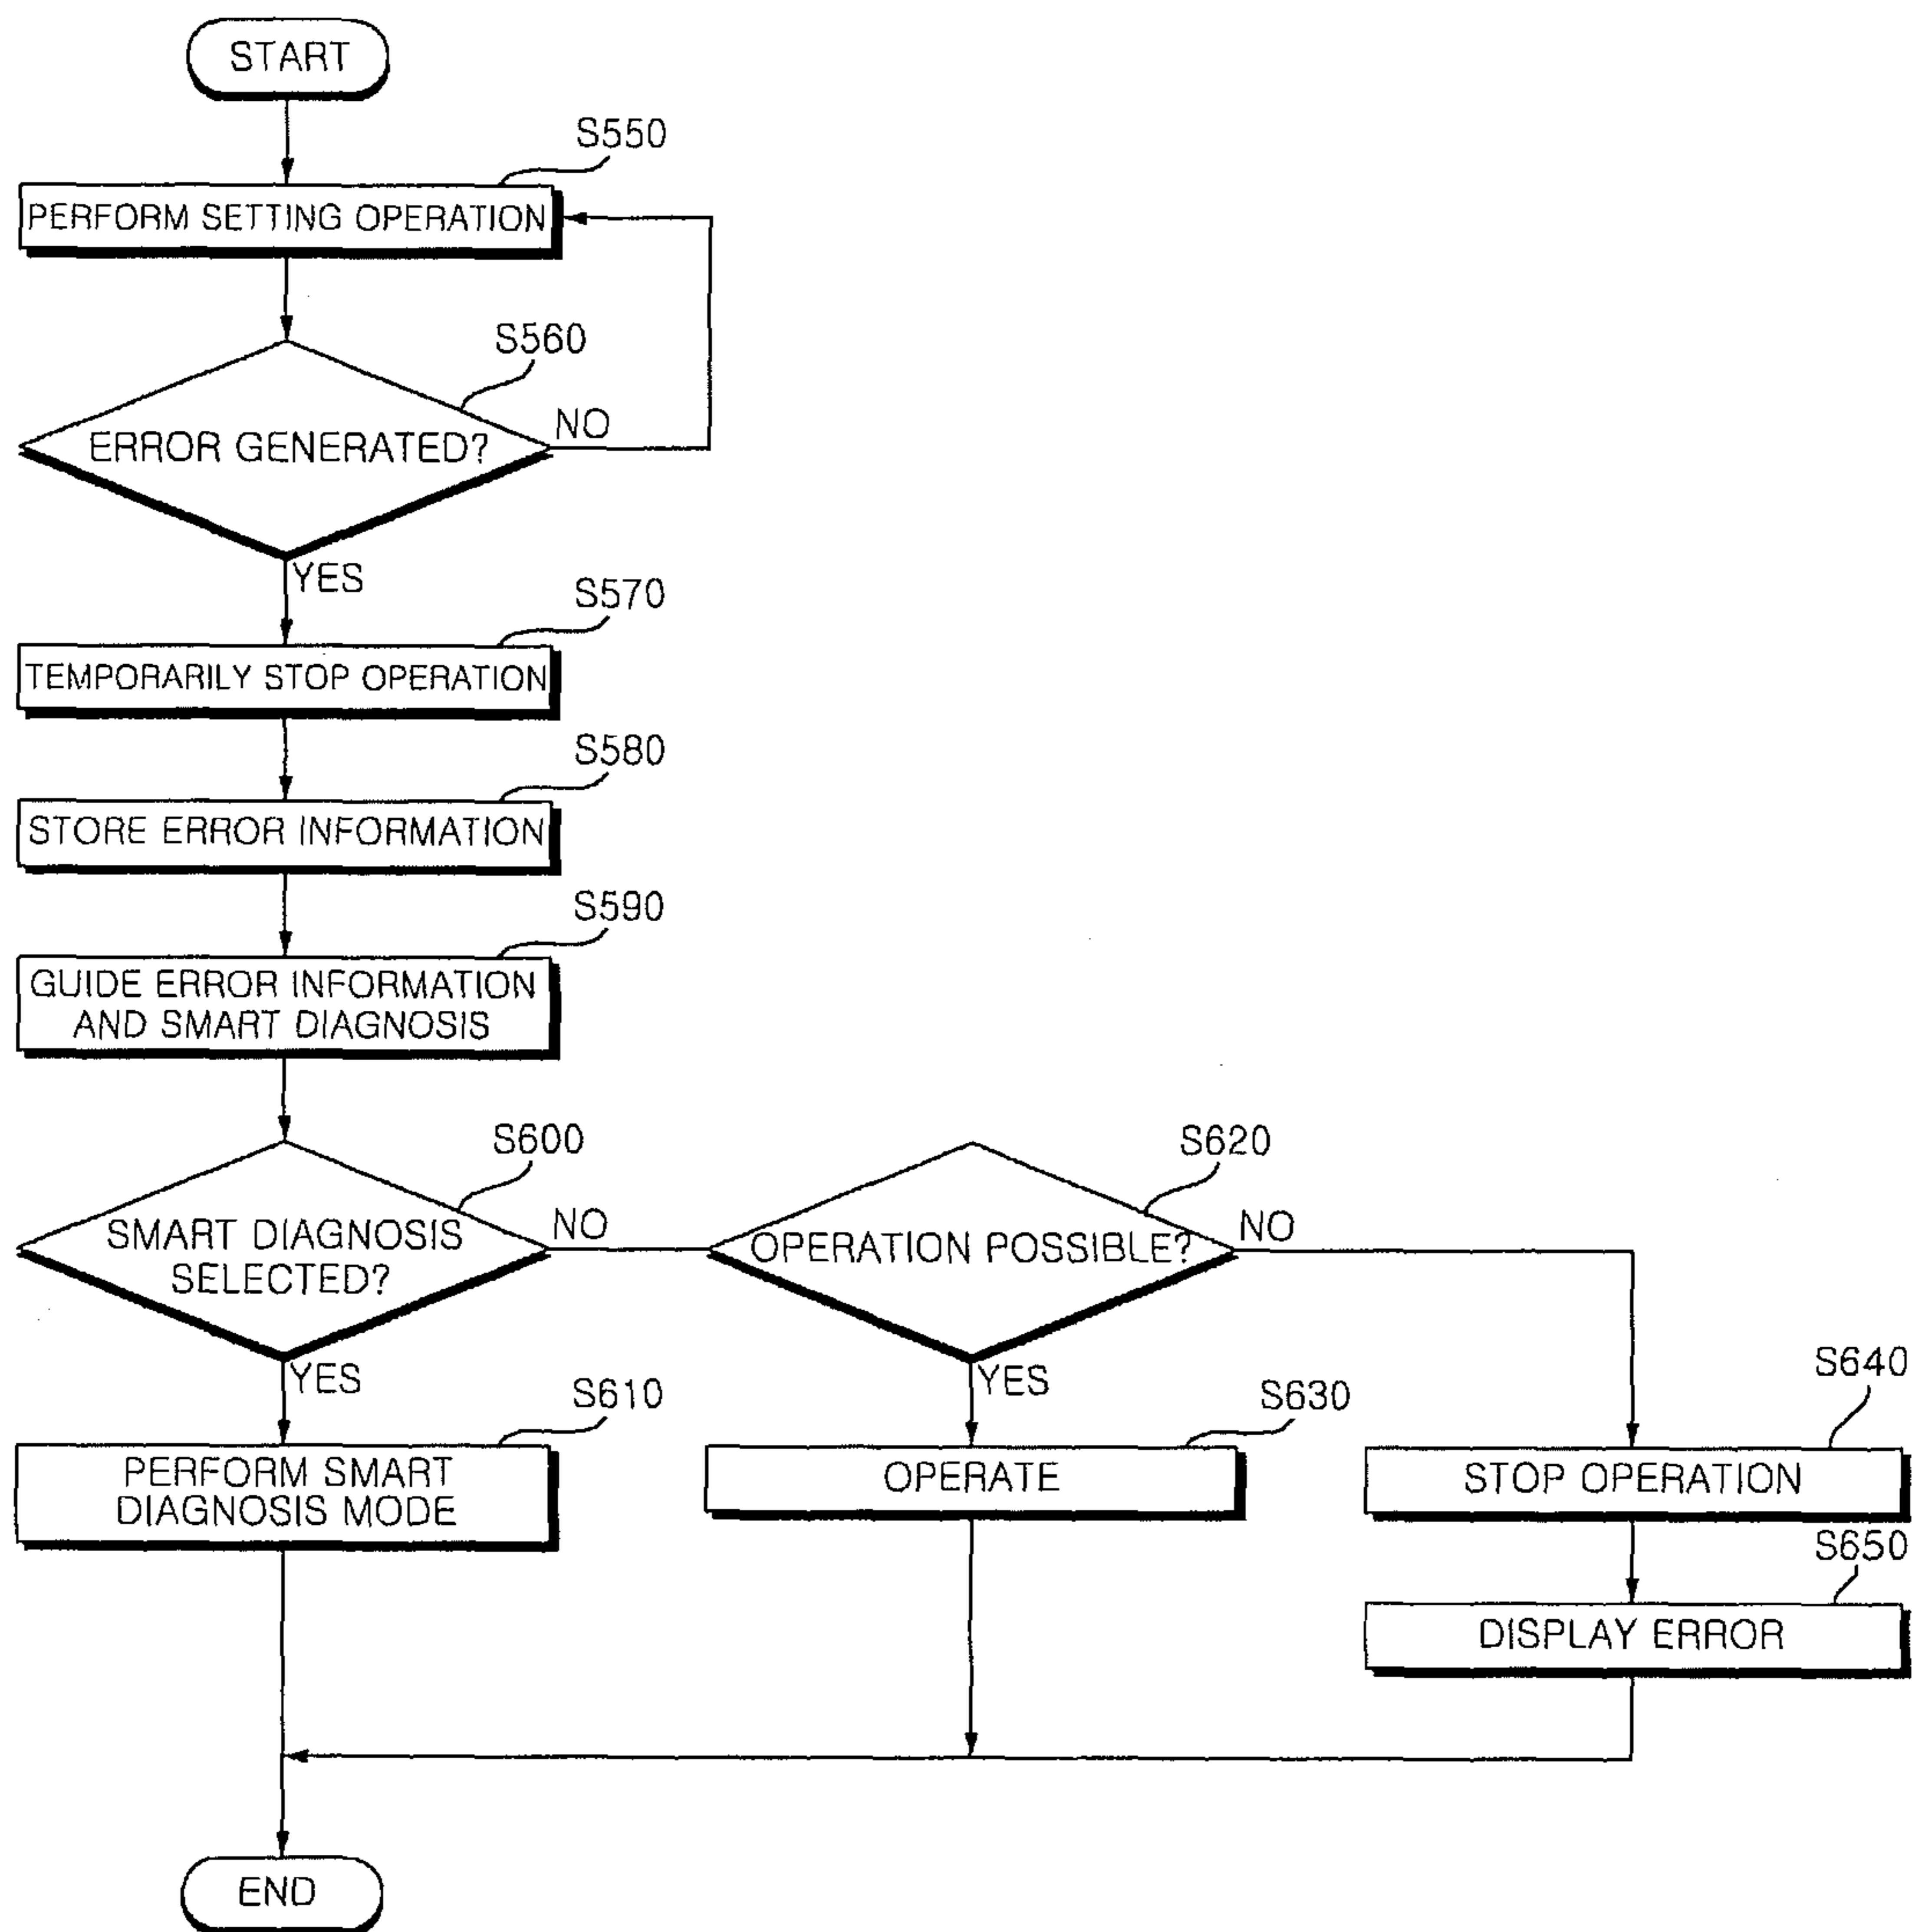 START
S550
PERFORM SETTING OPERATION
S560
ERROR GENERATED?
NO
YES
S570
TEMPORARILY STOP OPERATION
S580
STORE ERROR INFORMATION
S590
GUIDE ERROR INFORMATION
AND SMART DIAGNOSIS
S600
SMART DIAGNOSIS
SELECTED?
NO
YES
S620
OPERATION POSSIBLE?
NO
YES
S610
PERFORM SMART
DIAGNOSIS MODE
S630
OPERATE
S640
STOP OPERATION
S650
DISPLAY ERROR
END